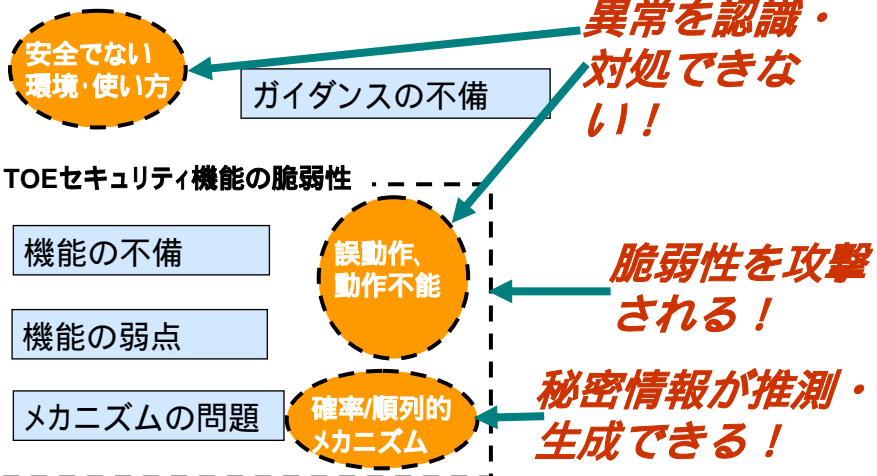 異常を認識・
対処できな
い！
安全でない
環境・使い方
ガイダンスの不備
TOEセキュリティ機能の脆弱性
機能の不備
誤動作、
動作不能
脆弱性を攻撃
される！
機能の弱点
メカニズムの問題
確率/順列的
メカニズム
秘密情報が推測・
生成できる！